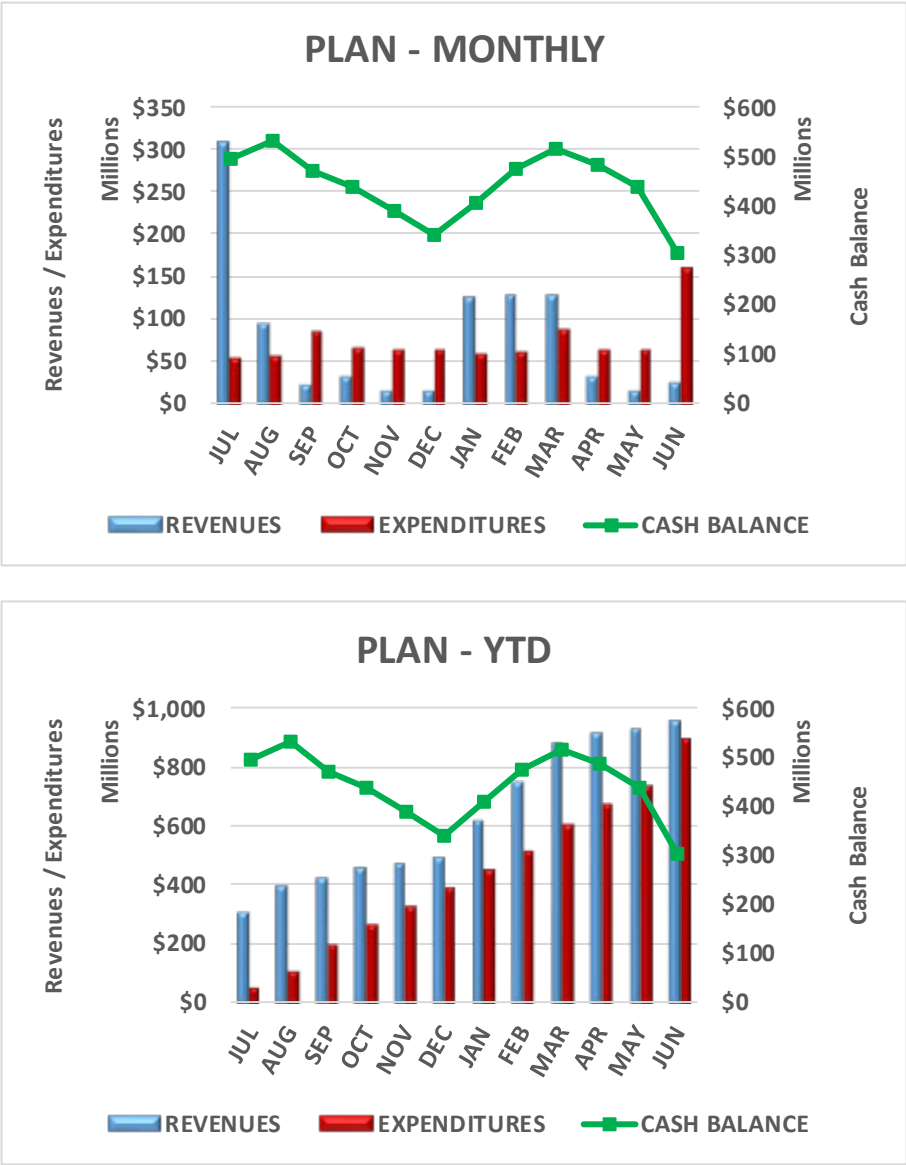 PLAN - MONTHLY
Revenues / Expenditures
Millions
$350
$300
$250
$200
$150
$100
$50
$0
$600
$500
$400
$300
$200
$100
$0
Millions
Cash Balance
JUL AUG SEP OCT NOV DEC JAN FEB MAR APR MAY JUN
REVENUES EXPENDITURES CASH BALANCE
PLAN - YTD
Revenues / Expenditures
Millions
$1,000
$800
$600
$400
$200
$0
$600
$500
$400
$300
$200
$100
$0
Millions
Cash Balance
JUL AUG SEP OCT NOV DEC JAN FEB MAR APR MAY JUN
REVENUES EXPENDITURES CASH BALANCE